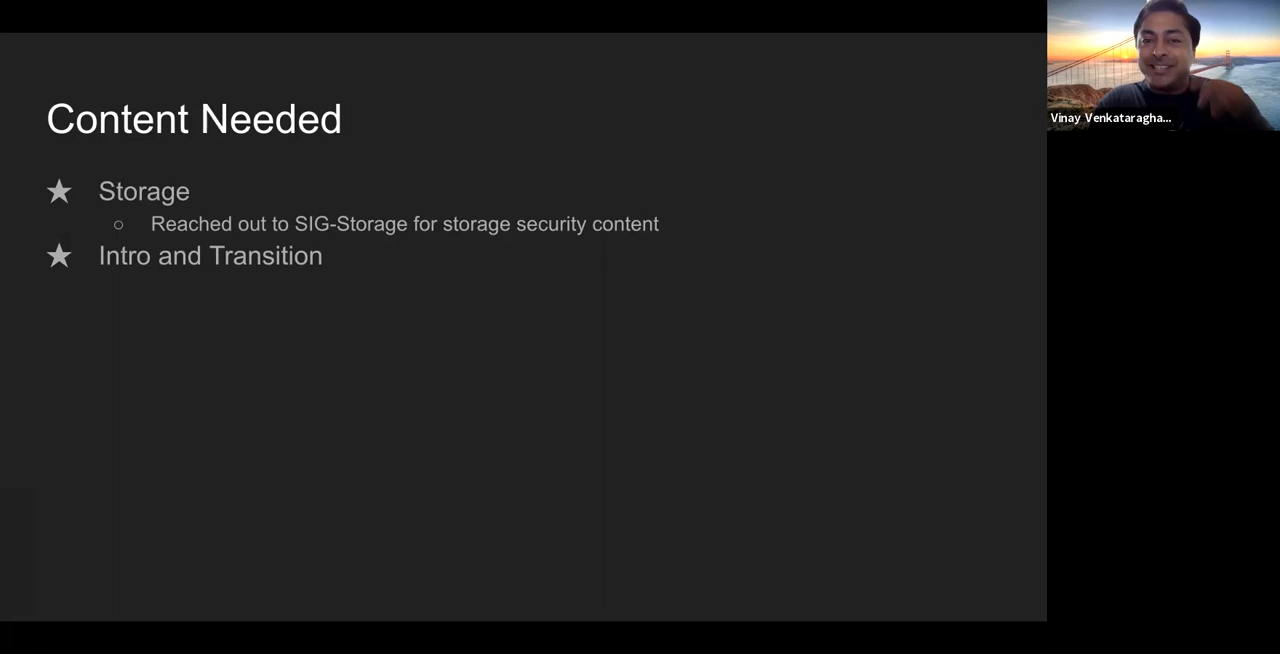 Content Needed
★ Storage
○ Reached out to SIG-Storage for storage security content
★ Intro and Transition
Vinay Venkataragha...